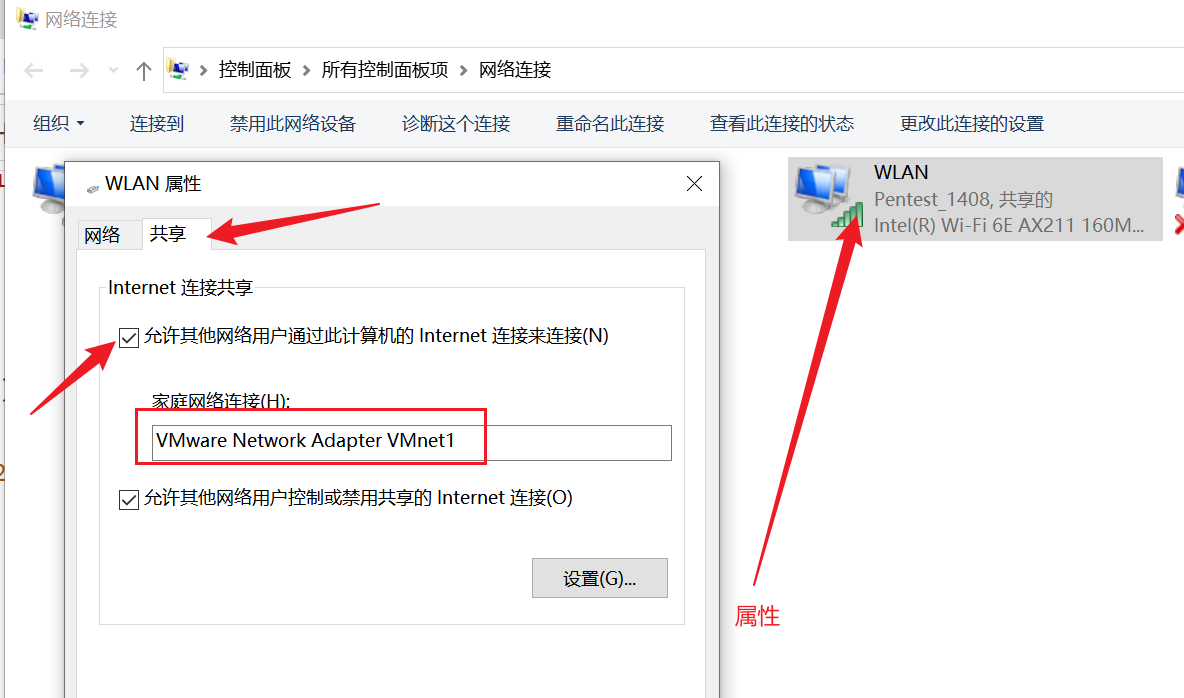 网络连接
控制面板 › 所有控制面板项 › 网络连接
组织 连接到 禁用此网络设备 诊断这个连接 重命名此连接 查看此连接的状态 更改此连接的设置
WLAN 属性
网络 共享
Internet 连接共享
允许其他网络用户通过此计算机的 Internet 连接来连接(N)
家庭网络连接(H):
VMware Network Adapter VMnet1
允许其他网络用户控制或禁用共享的 Internet 连接(O)
设置(G)...
WLAN
Pentest_1408, 共享的
Intel(R) Wi-Fi 6E AX211 160M...
属性